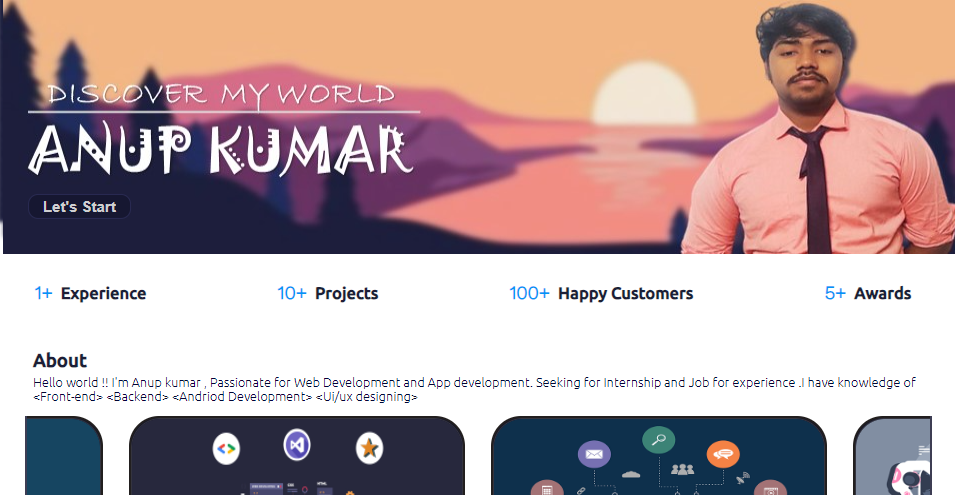 DISCOVER MY WORLD
ANUP KUMAR
Let's Start
1+ Experience 10+ Projects 100+ Happy Customers 5+ Awards
About
Hello world !! I'm Anup kumar , Passionate for Web Development and App development. Seeking for Internship and Job for experience .I have knowledge of
<Front-end> <Backend> <Andriod Development> <Ui/ux designing>